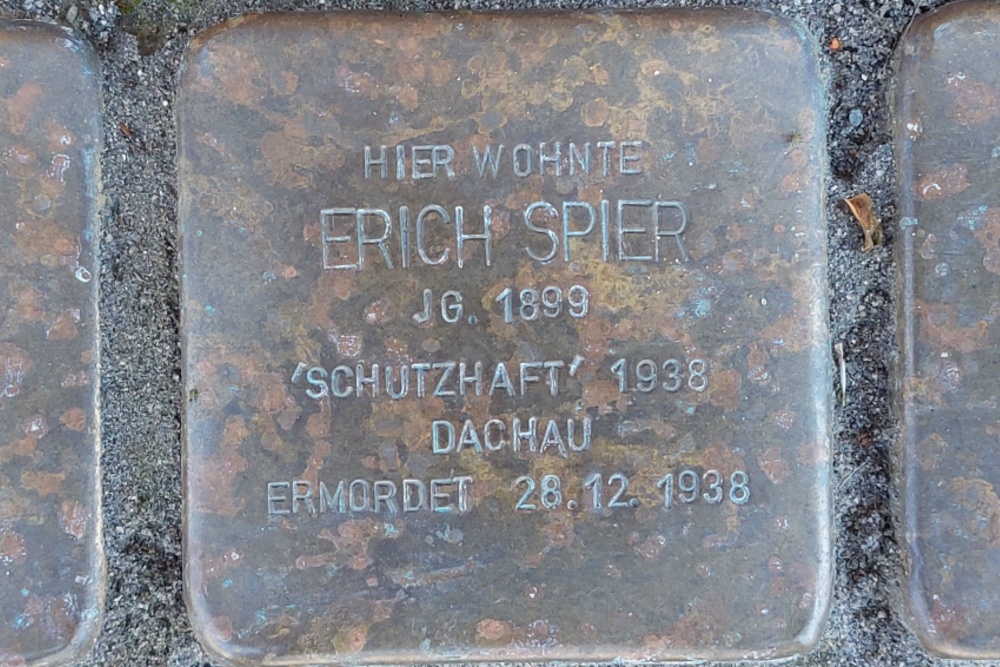 HIER WOHNTE
ERICH SPIER
JG. 1899
'SCHUTZHAFT' 1938
DACHAU
ERMORDET 28.12.1938